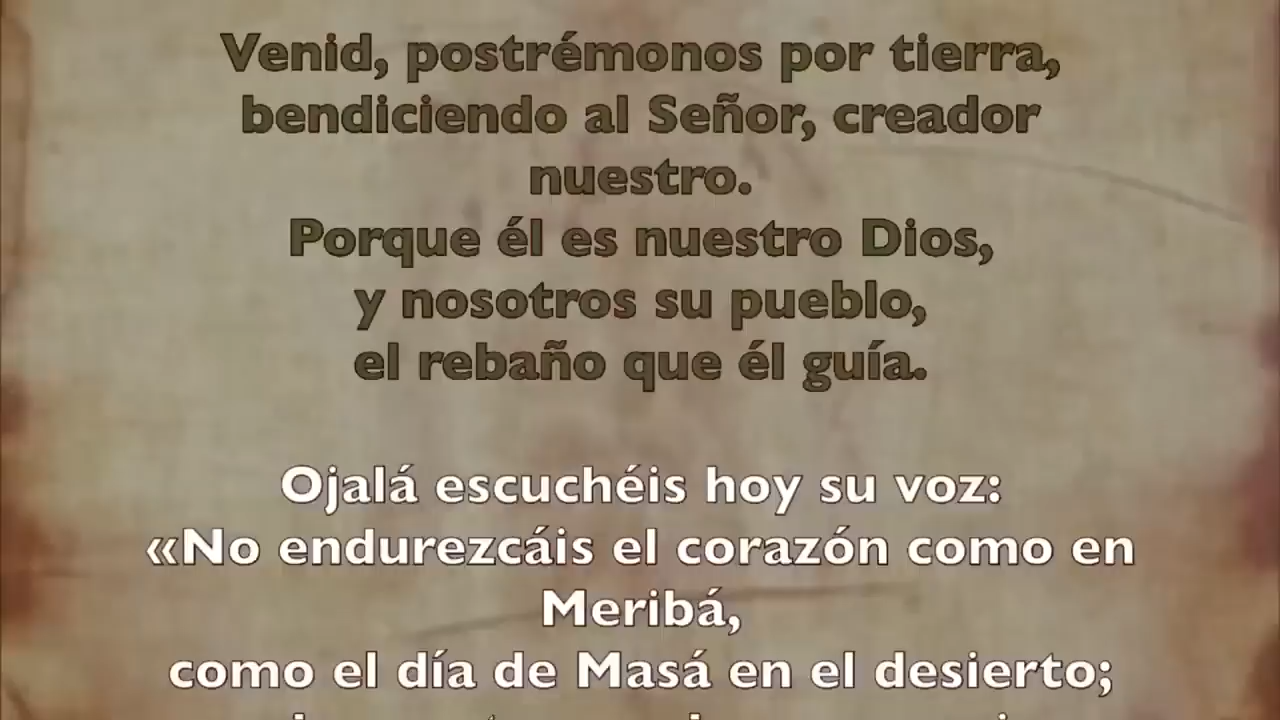 Venid, postrémonos por tierra,
bendiciendo al Señor, creador
nuestro.
Porque él es nuestro Dios,
y nosotros su pueblo,
el rebaño que él guía.
Ojalá escuchéis hoy su voz:
«No endurezcáis el corazón como en
Meribá,
como el día de Masá en el desierto;